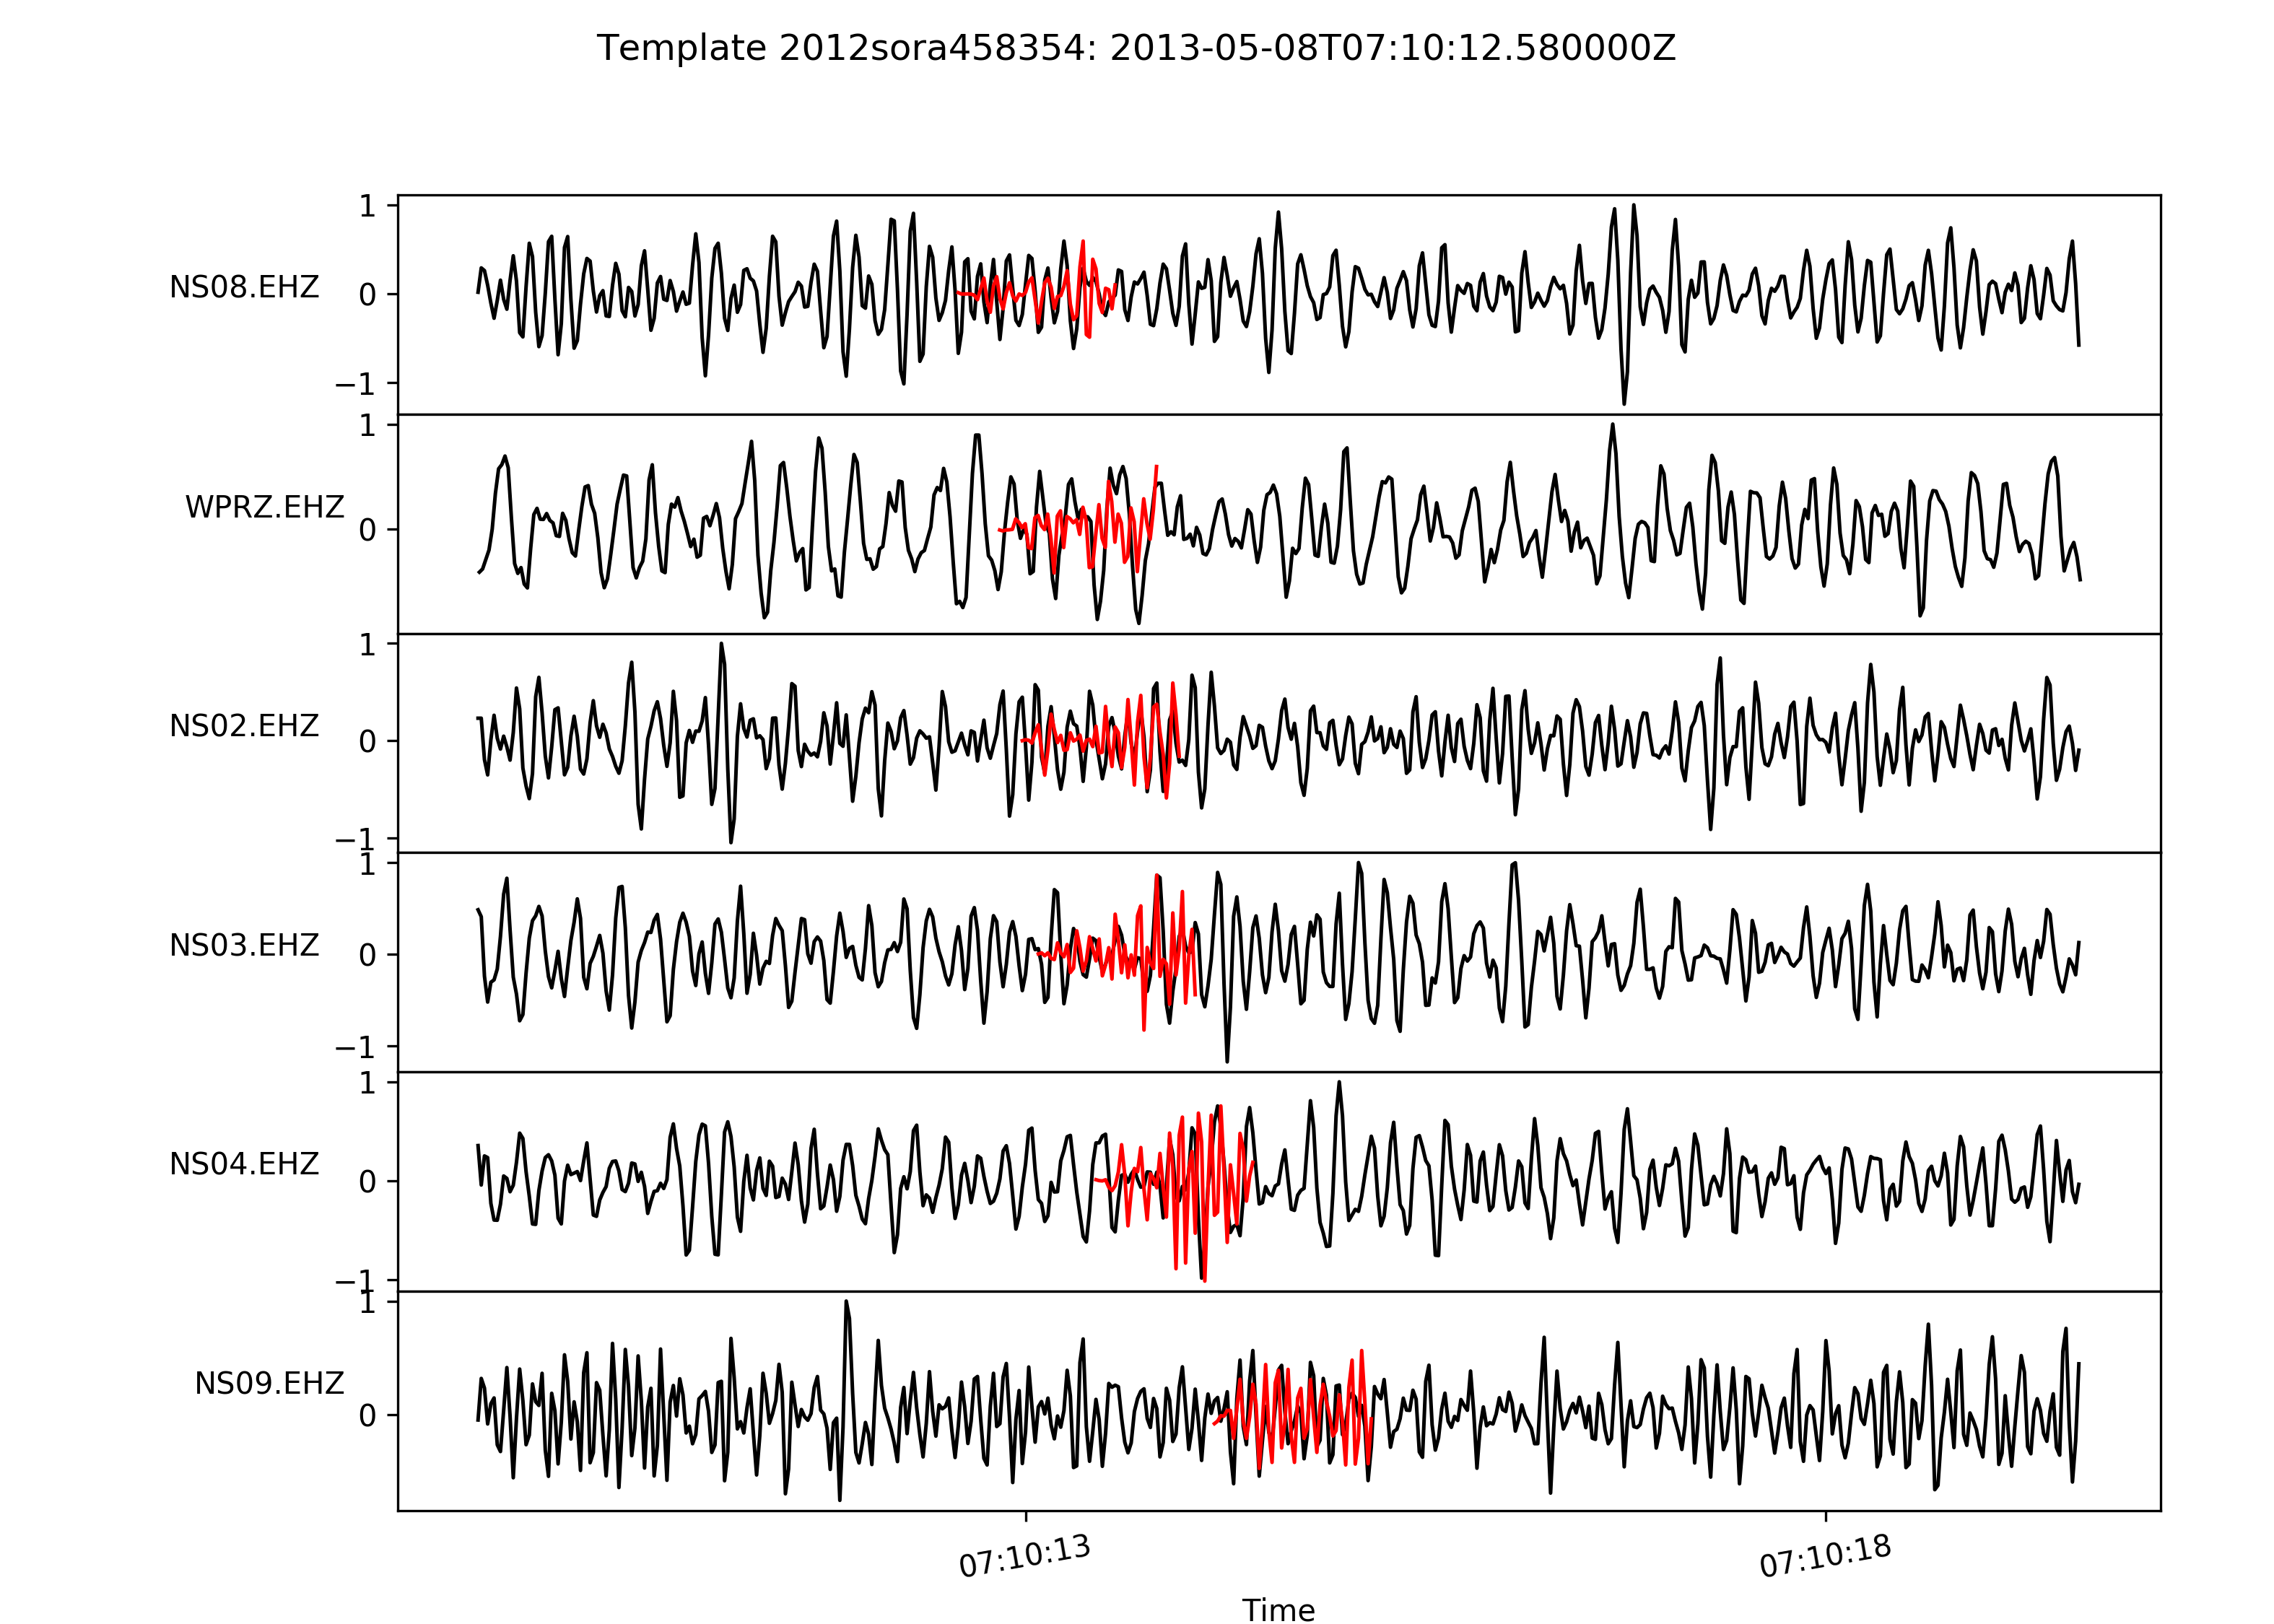 Template 2012sora458354: 2013-05-08T07:10:12.580000Z
1
NS08.EHZ 0
−1
1
WPRZ.EHZ 0
1
NS02.EHZ 0
−1
1
NS03.EHZ 0
−1
1
NS04.EHZ 0
−1
1
NS09.EHZ 0
07:10:13 07:10:18
Time